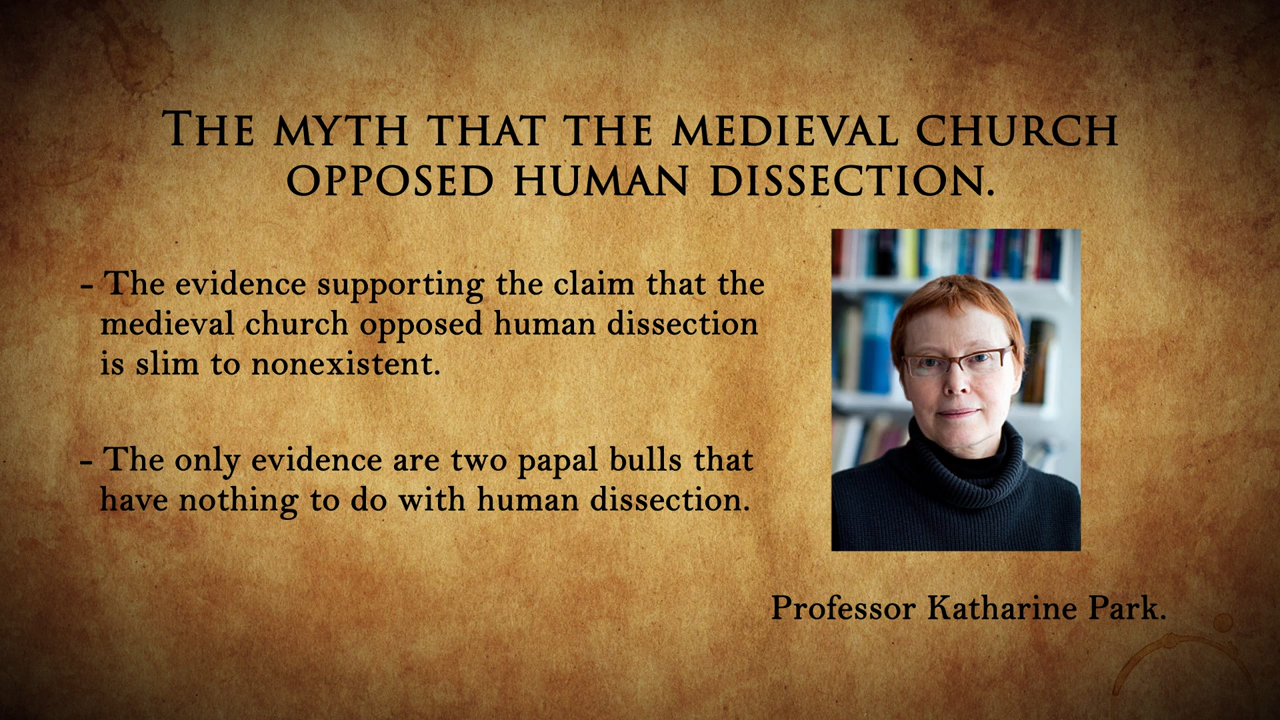 The myth that the medieval church
opposed human dissection.
- The evidence supporting the claim that the
medieval church opposed human dissection
is slim to nonexistent.
- The only evidence are two papal bulls that
have nothing to do with human dissection.
Professor Katharine Park.